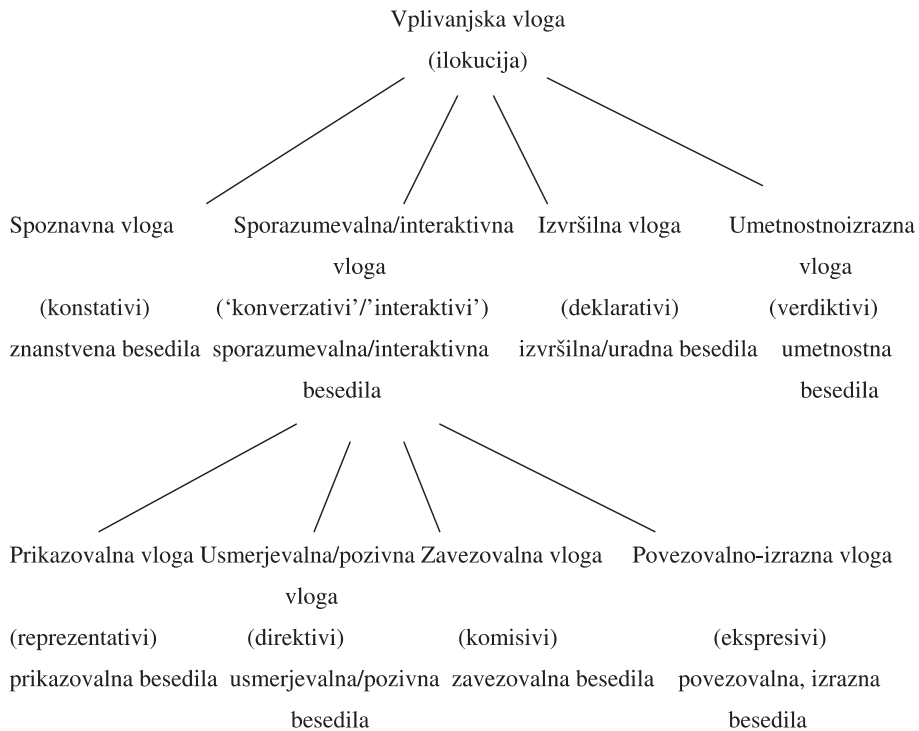 Vplivanjska vloga
(ilokucija)
Spoznavna vloga Sporazumevalna/interaktivna Izvršilna vloga Umetnostnoizrazna
vloga vloga
(konstativi) (‘konverzativi’/’interaktivi’) (deklarativi) (verdiktivi)
znanstvena besedila sporazumevalna/interaktivna izvršilna/uradna besedila umetnostna
besedila besedila
Prikazovalna vloga Usmerjevalna/pozivna Zavezovalna vloga Povezovalno-izrazna vloga
vloga
(reprezentativi) (direktivi) (komisivi) (ekspresivi)
prikazovalna besedila usmerjevalna/pozivna zavezovalna besedila povezovalna, izrazna
besedila besedila